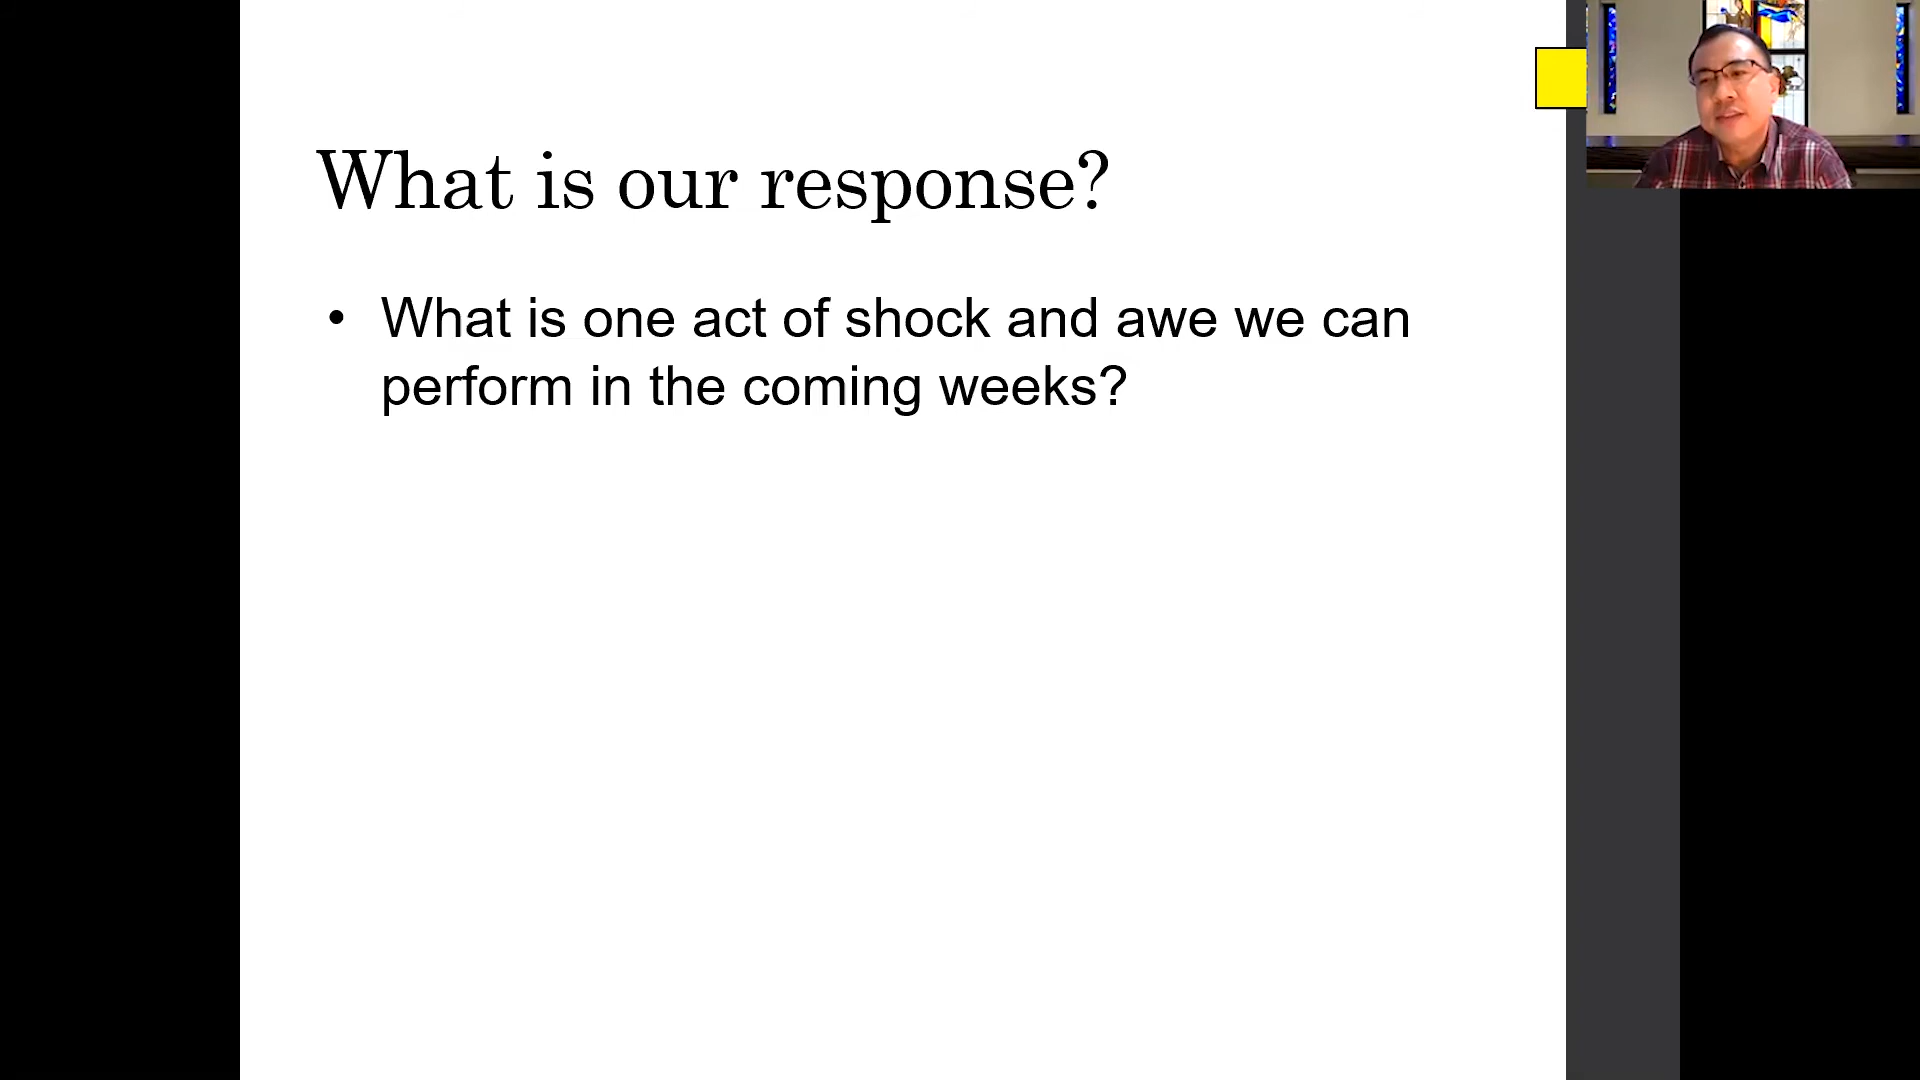 What is our response?
• What is one act of shock and awe we can
perform in the coming weeks?